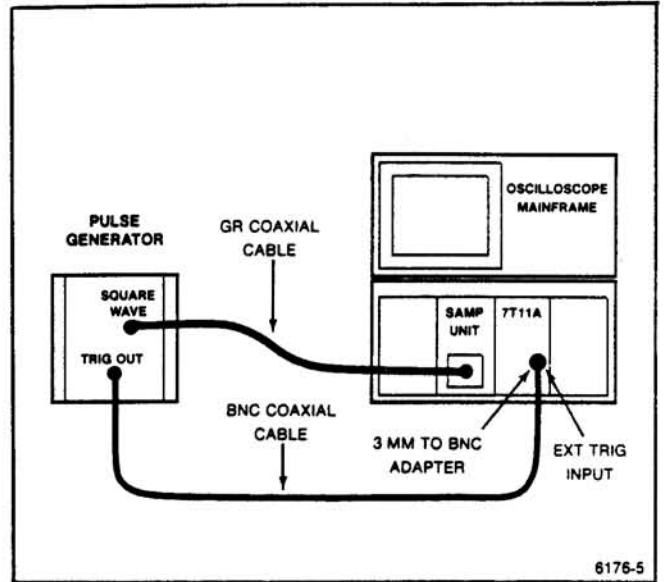 OSCILLOSCOPE
MAINFRAME
PULSE
GENERATOR
GR COAXIAL
CABLE
SQUARE
WAVE
SAMP
UNIT
7T11A
TRIG OUT
BNC COAXIAL
CABLE
3 MM TO BNC
ADAPTER
EXT TRIG
INPUT
6176-5